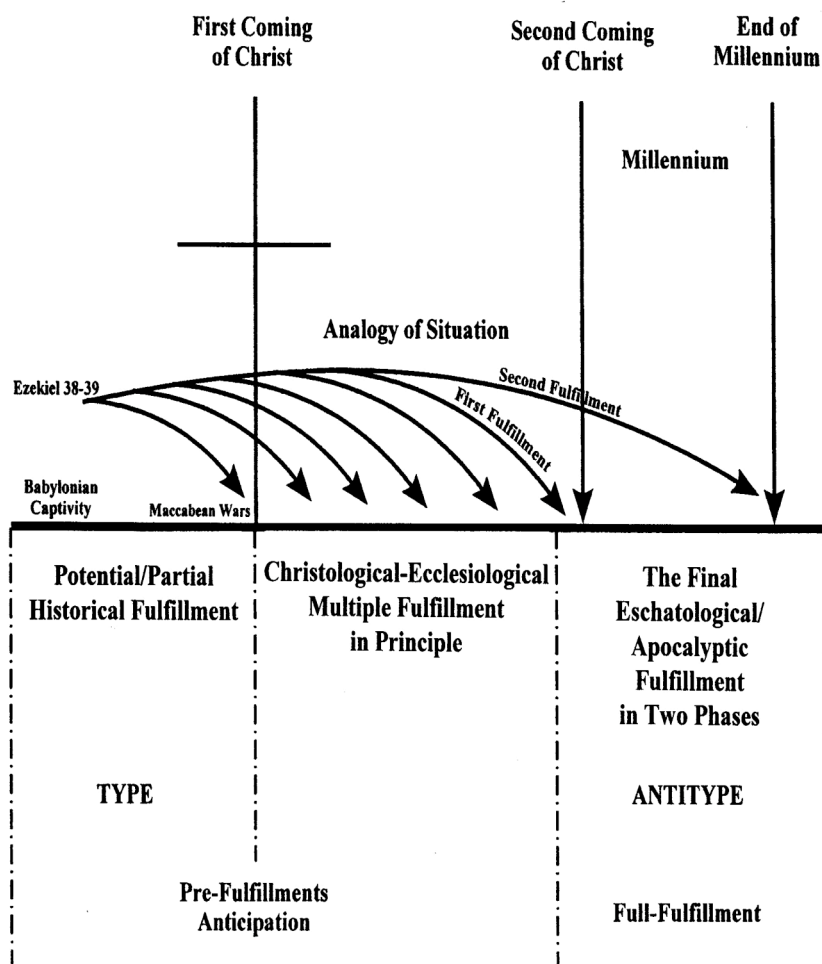 First Coming
of Christ
Second Coming
of Christ
End of
Millennium
Millennium
Analogy of Situation
Ezekiel 38-39
Second Fulfillment
First Fulfillment
Babylonian
Captivity
Maccabean Wars
Potential/Partial
Historical Fulfillment
Christological-Ecclesiological
Multiple Fulfillment
in Principle
The Final
Eschatological/
Apocalyptic
Fulfillment
in Two Phases
TYPE
ANTITYPE
Pre-Fulfillments
Anticipation
Full-Fulfillment